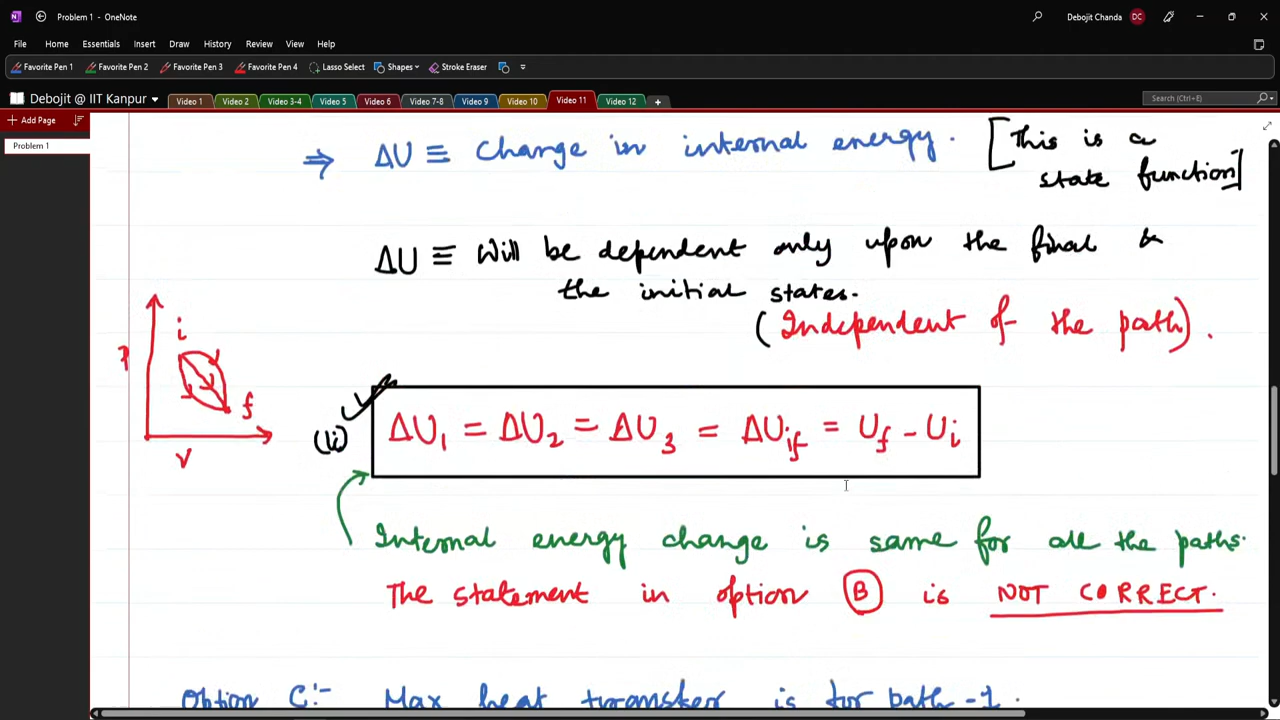 Problem 1 - OneNote
Debojit Chanda DC
File Home Essentials Insert Draw History Review View Help
Favorite Pen 1 Favorite Pen 2 Favorite Pen 3 Favorite Pen 4 Lasso Select Shapes Stroke Eraser
Debojit @ IIT Kanpur Video 1 Video 2 Video 3-4 Video 5 Video 6 Video 7-8 Video 9 Video 10 Video 11 Video 12 Search (Ctrl+E)
Add Page
Problem 1
⇒ ΔU ≡ Change in internal energy. [This is a
state function]
ΔU ≡ Will be dependent only upon the final &
the initial states.
(Independent of the path).
i
P
f
V
(ii) ΔU₁ = ΔU₂ = ΔU₃ = ΔU_if = U_f - U_i
Internal energy change is same for all the paths.
The statement in option B is NOT CORRECT.
Option C:- Max heat transfer is for path-1.